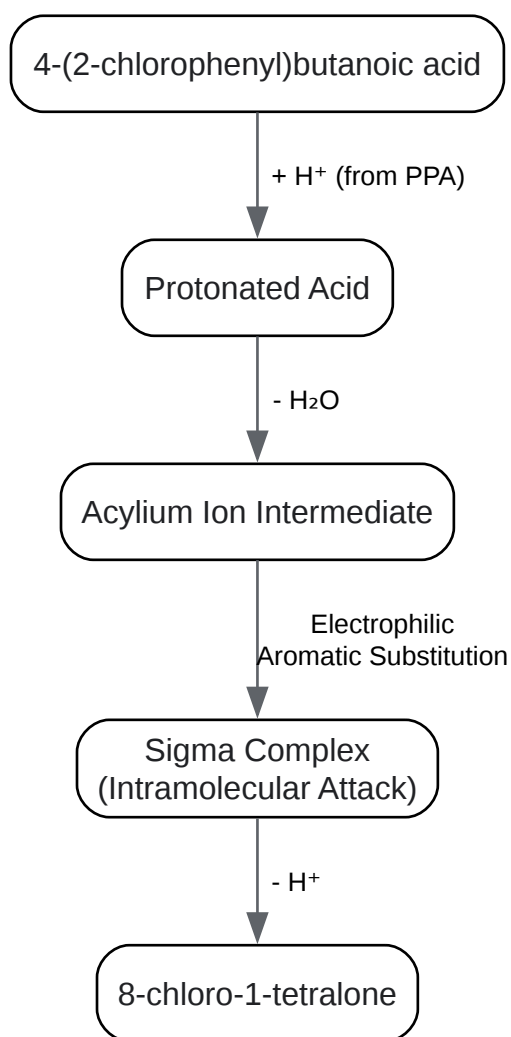 4-(2-chlorophenyl)butanoic acid
+ H⁺ (from PPA)
Protonated Acid
- H₂O
Acylium Ion Intermediate
Electrophilic
Aromatic Substitution
Sigma Complex
(Intramolecular Attack)
- H⁺
8-chloro-1-tetralone